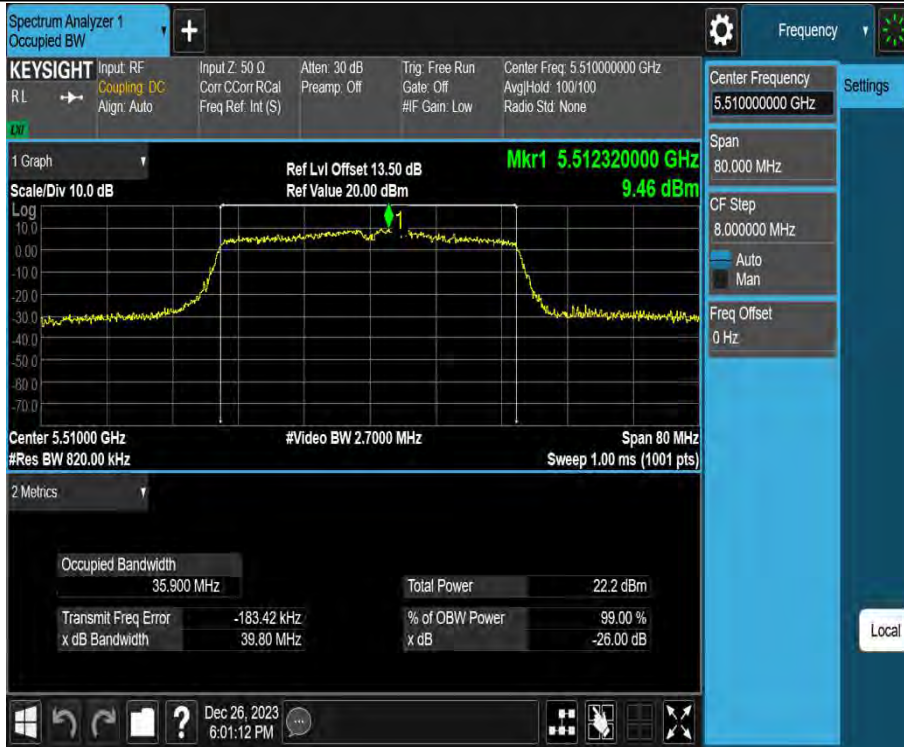 Spectrum Analyzer 1
Occupied BW
+
Frequency
KEYSIGHT
R L
LXI
Input: RF
Coupling: DC
Align: Auto
Input Z: 50 Ω
Corr CCorr RCal
Freq Ref: Int (S)
Atten: 30 dB
Preamp: Off
Trig: Free Run
Gate: Off
#IF Gain: Low
Center Freq: 5.510000000 GHz
Avg|Hold: 100/100
Radio Std: None
Center Frequency
5.510000000 GHz
Settings
Span
80.000 MHz
CF Step
8.000000 MHz
Auto
Man
Freq Offset
0 Hz
Local
1 Graph
Scale/Div 10.0 dB
Ref Lvl Offset 13.50 dB
Ref Value 20.00 dBm
Mkr1 5.512320000 GHz
9.46 dBm
Log
1
10.0
0.00
-10.0
-20.0
-30.0
-40.0
-50.0
-60.0
-70.0
Center 5.51000 GHz
#Video BW 2.7000 MHz
Span 80 MHz
#Res BW 820.00 kHz
Sweep 1.00 ms (1001 pts)
2 Metrics
Occupied Bandwidth
35.900 MHz
Total Power 22.2 dBm
Transmit Freq Error -183.42 kHz
% of OBW Power 99.00 %
x dB Bandwidth 39.80 MHz
x dB -26.00 dB
?
Dec 26, 2023
6:01:12 PM